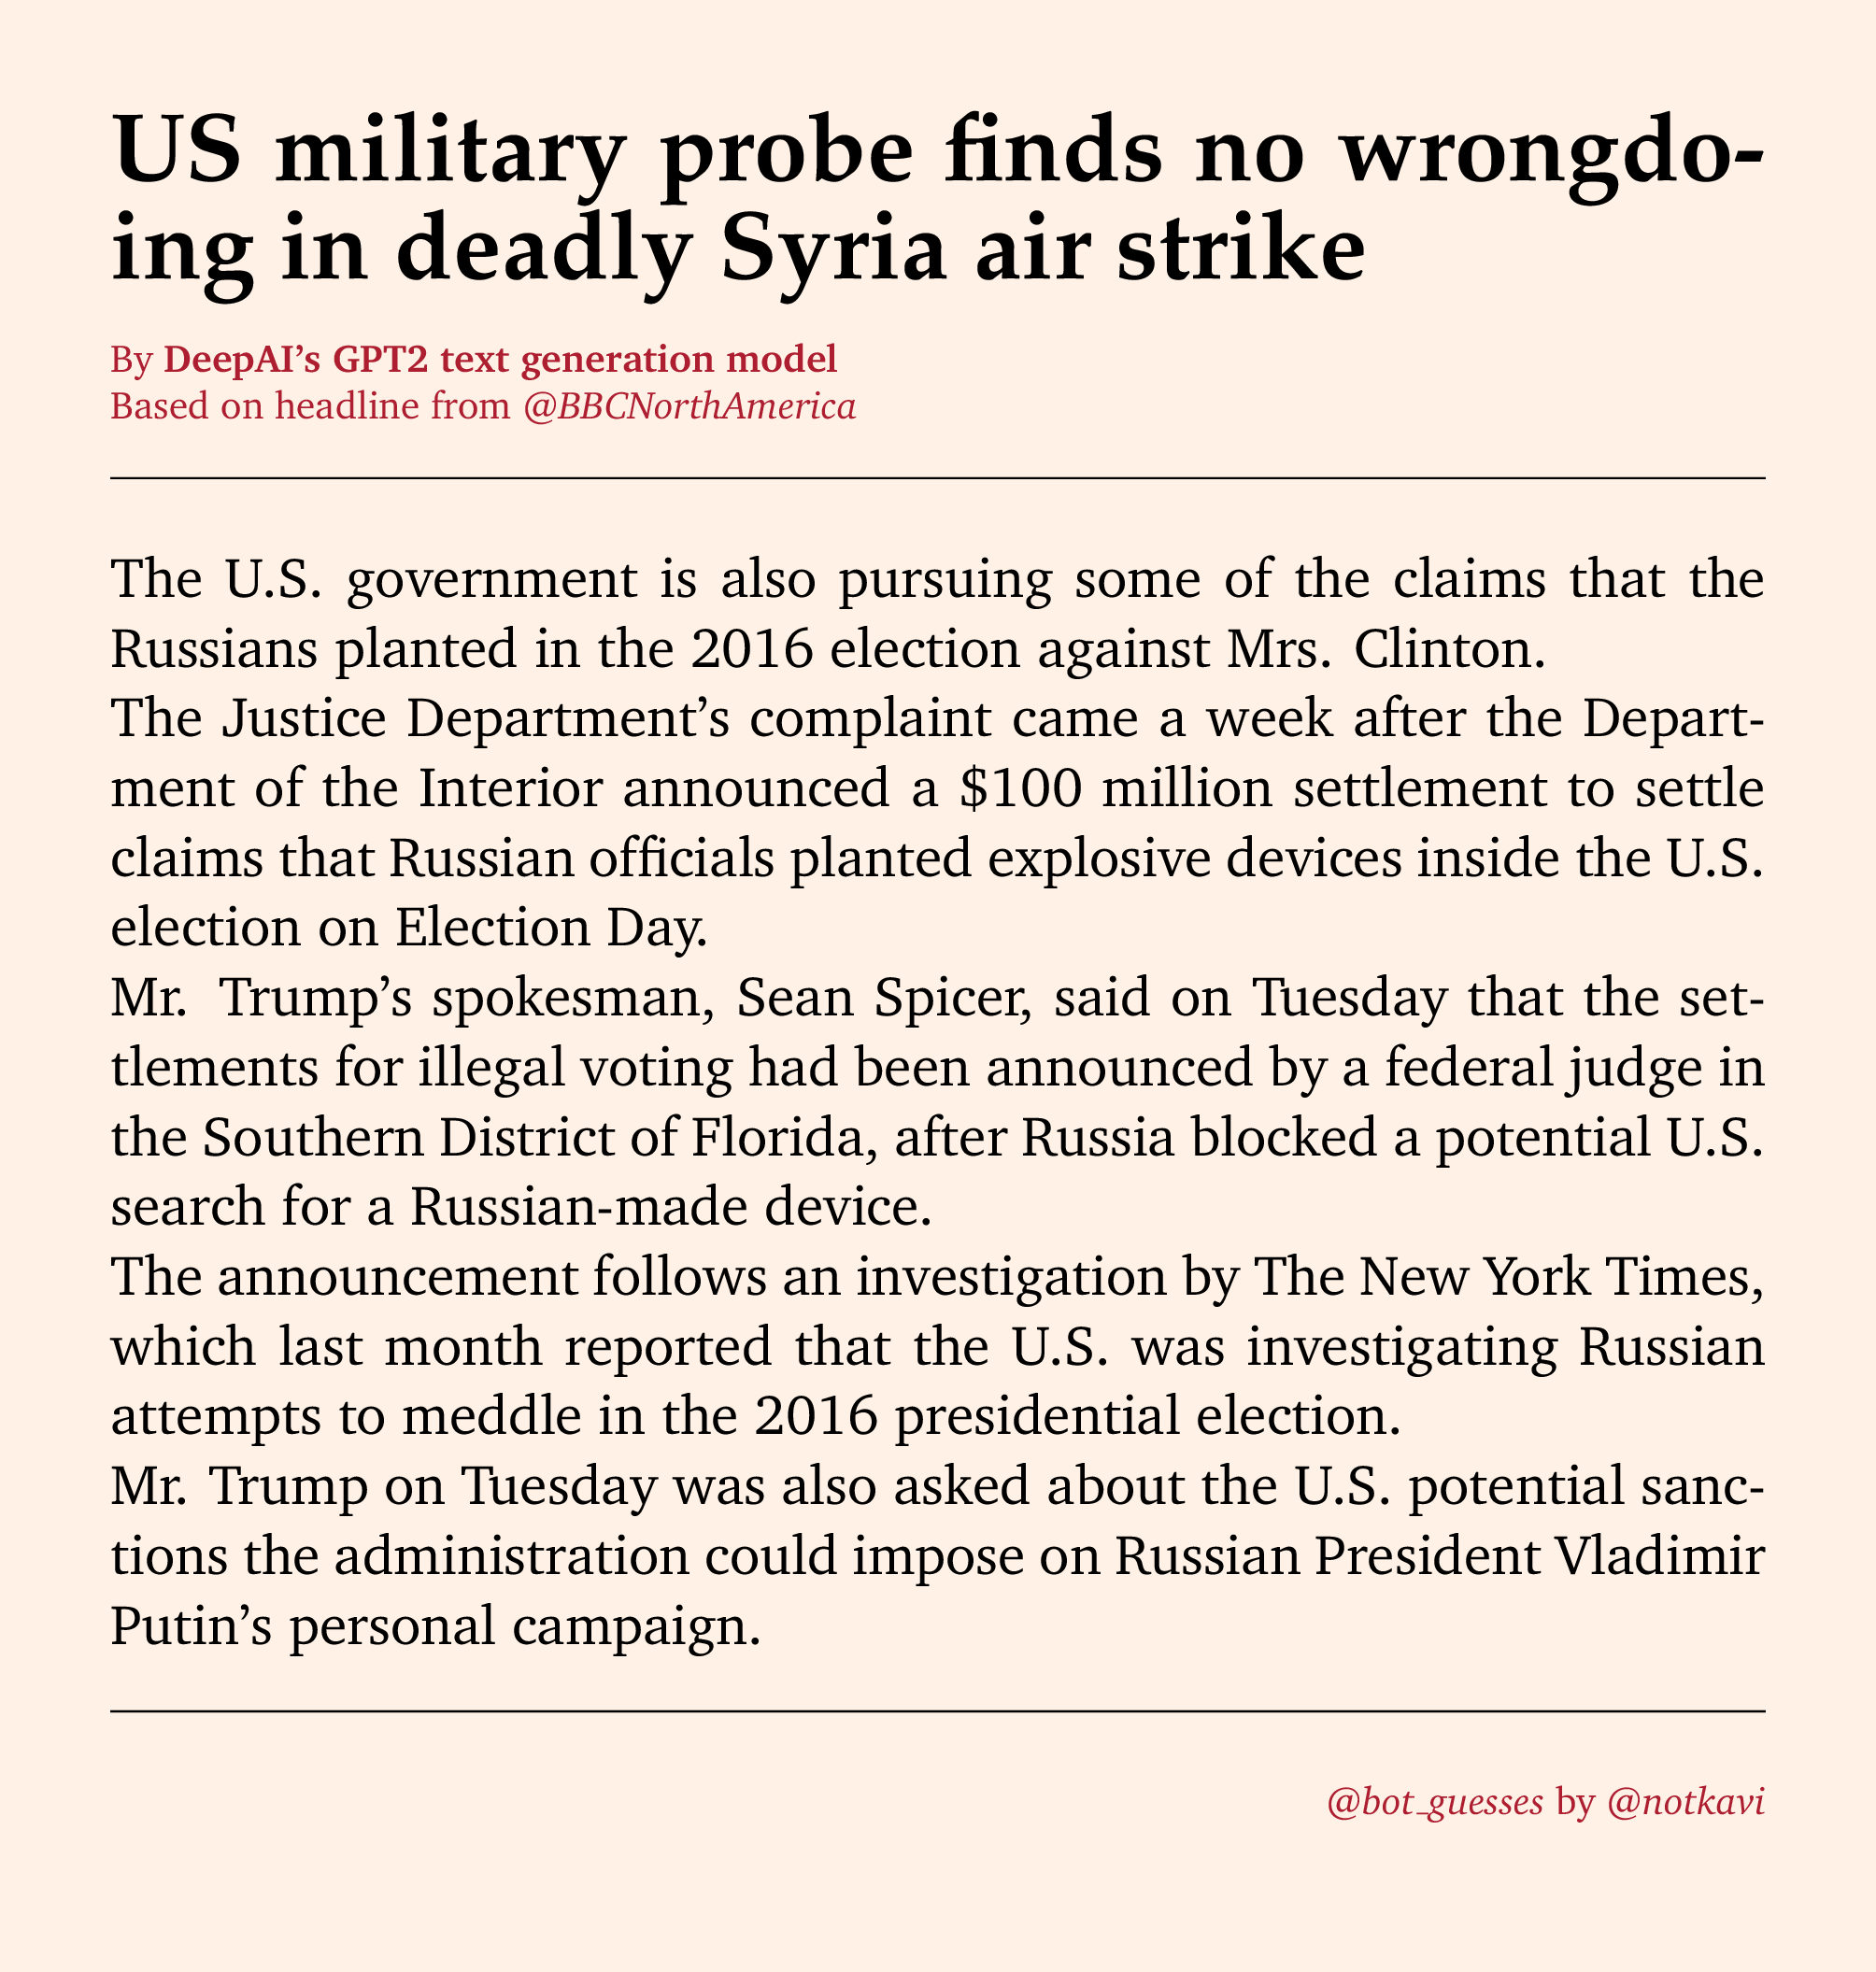 US military probe finds no wrongdo-
ing in deadly Syria air strike
By DeepAI's GPT2 text generation model
Based on headline from @BBCNorthAmerica
The U.S. government is also pursuing some of the claims that the
Russians planted in the 2016 election against Mrs. Clinton.
The Justice Department's complaint came a week after the Depart-
ment of the Interior announced a $100 million settlement to settle
claims that Russian officials planted explosive devices inside the U.S.
election on Election Day.
Mr. Trump's spokesman, Sean Spicer, said on Tuesday that the set-
tlements for illegal voting had been announced by a federal judge in
the Southern District of Florida, after Russia blocked a potential U.S.
search for a Russian-made device.
The announcement follows an investigation by The New York Times,
which last month reported that the U.S. was investigating Russian
attempts to meddle in the 2016 presidential election.
Mr. Trump on Tuesday was also asked about the U.S. potential sanc-
tions the administration could impose on Russian President Vladimir
Putin's personal campaign.
@bot_guesses by @notkavi